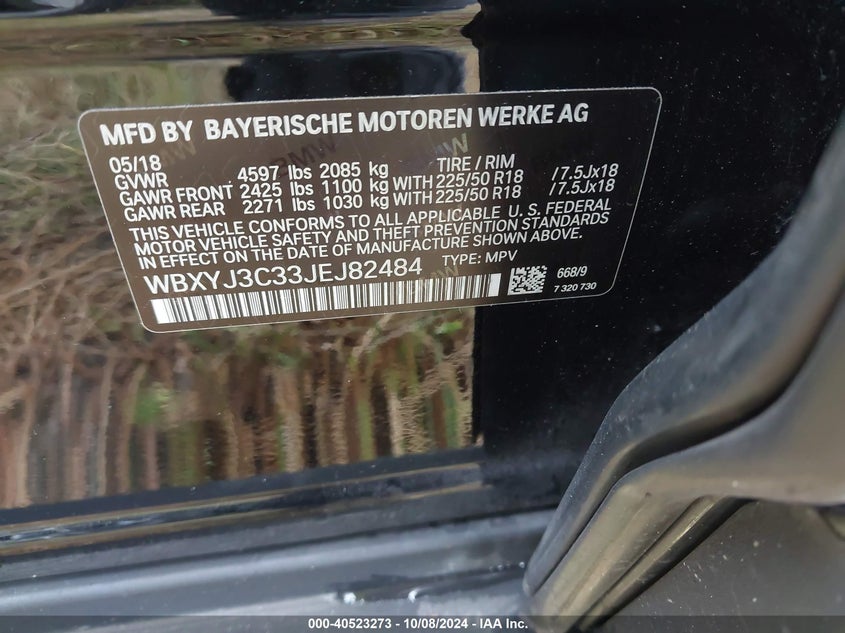 MFD BY BAYERISCHE MOTOREN WERKE AG
05/18 TIRE / RIM
GVWR 4597 lbs 2085 kg
GAWR FRONT 2425 lbs 1100 kg WITH 225/50 R18 /7.5Jx18
GAWR REAR 2271 lbs 1030 kg WITH 225/50 R18 /7.5Jx18
THIS VEHICLE CONFORMS TO ALL APPLICABLE U. S. FEDERAL
MOTOR VEHICLE SAFETY AND THEFT PREVENTION STANDARDS
IN EFFECT ON THE DATE OF MANUFACTURE SHOWN ABOVE.
WBXYJ3C33JEJ82484 TYPE: MPV
668/9
7 320 730
000-40523273 - 10/08/2024 - IAA Inc.